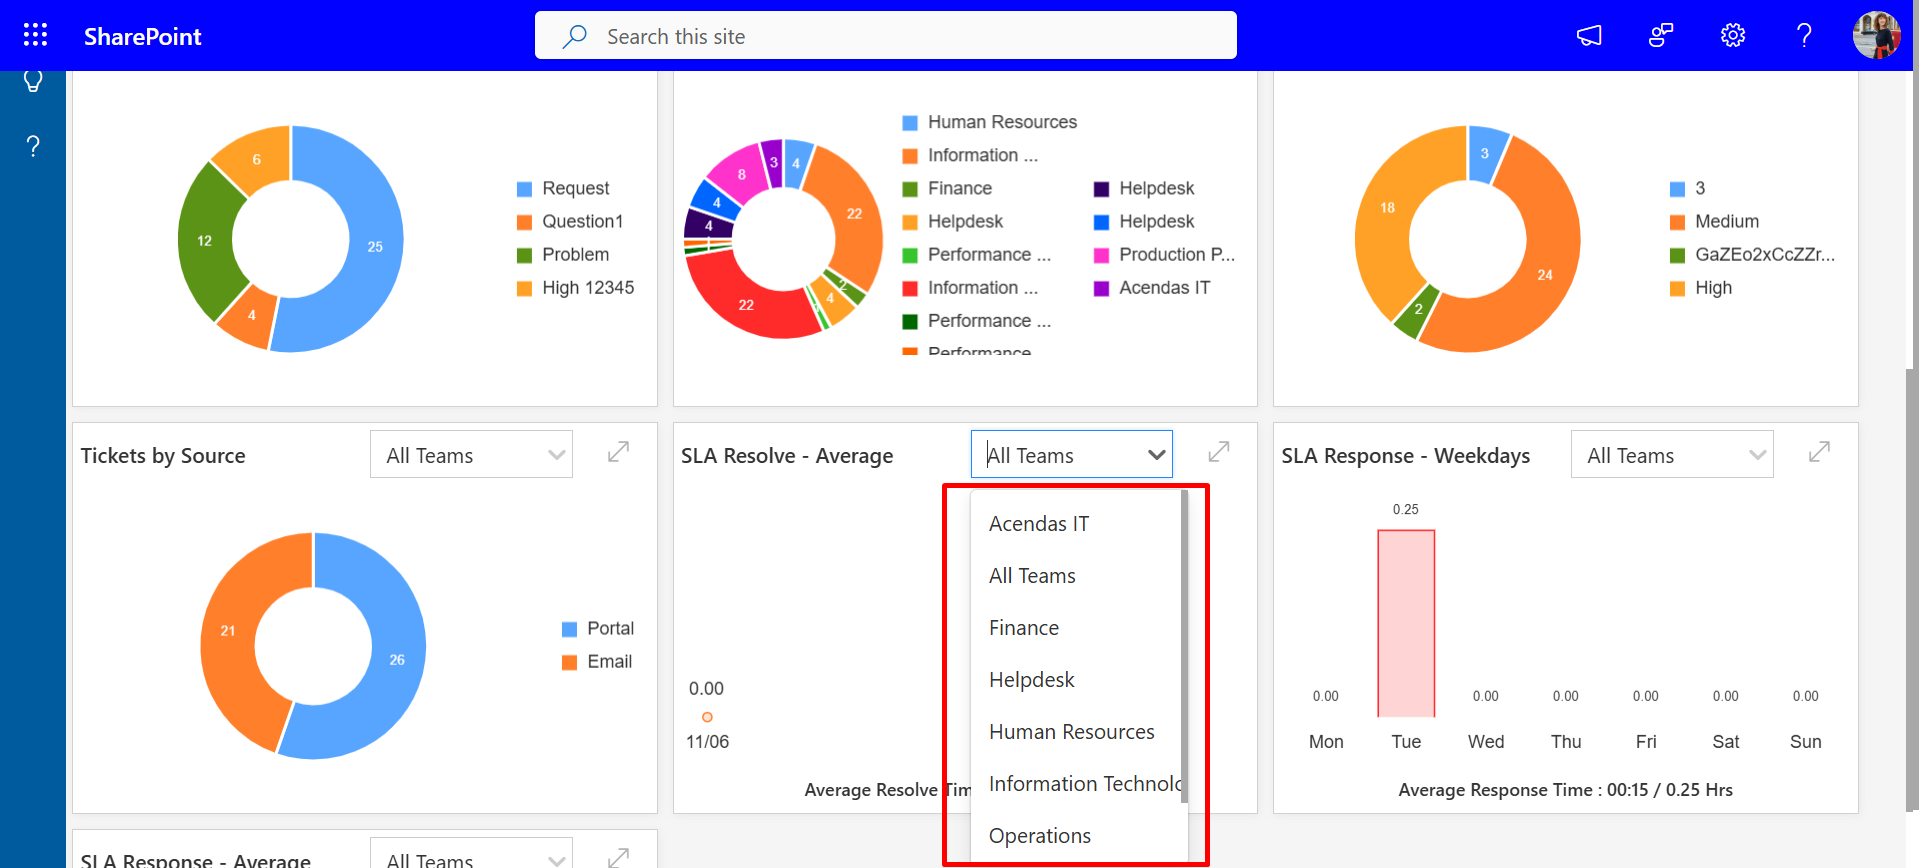 SharePoint
Search this site
6
12
25
4
Request
Question1
Problem
High 12345
3
4
8
22
4
4
2
4
22
Human Resources
Information ...
Finance
Helpdesk
Performance ...
Information ...
Performance ...
Performance
Helpdesk
Helpdesk
Production P...
Acendas IT
3
18
24
2
3
Medium
GaZEo2xCcZZr...
High
Tickets by Source
All Teams
21
26
Portal
Email
SLA Resolve - Average
All Teams
Acendas IT
All Teams
Finance
Helpdesk
Human Resources
Information Technolo
Operations
0.00
11/06
Average Resolve Tim
SLA Response - Weekdays
All Teams
0.25
0.00
0.00
0.00
0.00
0.00
0.00
Mon
Tue
Wed
Thu
Fri
Sat
Sun
Average Response Time : 00:15 / 0.25 Hrs
SLA Response - Average
All Teams